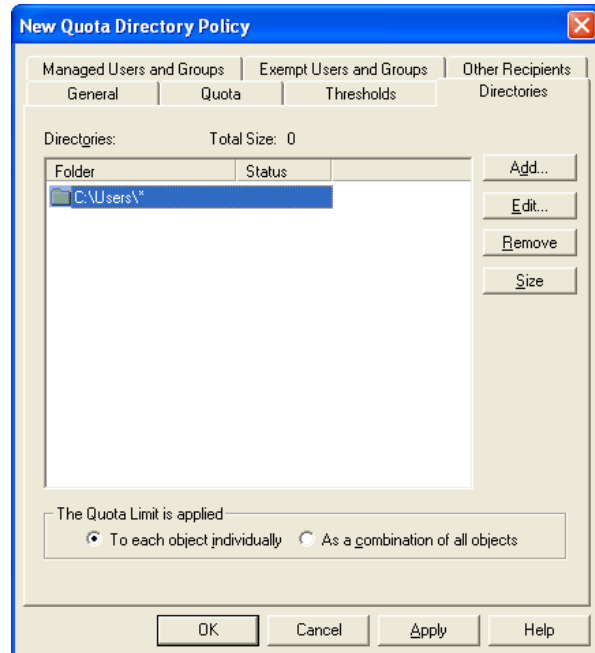 New Quota Directory Policy
Managed Users and Groups Exempt Users and Groups Other Recipients
General Quota Thresholds Directories
Directories: Total Size: 0
Folder Status
C:\Users\*
Add...
Edit...
Remove
Size
The Quota Limit is applied
To each object individually As a combination of all objects
OK Cancel Apply Help